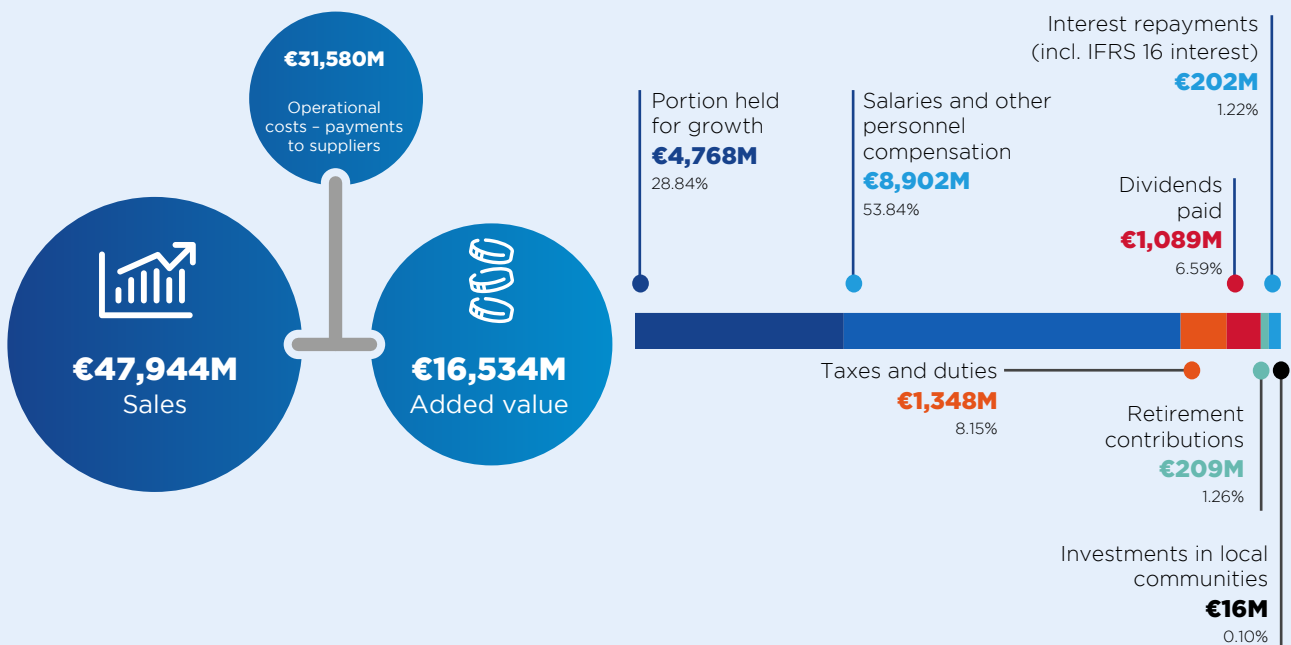 €31,580M
Operational
costs – payments
to suppliers
€47,944M
Sales
€16,534M
Added value
Portion held
for growth
€4,768M
28.84%
Salaries and other
personnel
compensation
€8,902M
53.84%
Interest repayments
(incl. IFRS 16 interest)
€202M
1.22%
Dividends
paid
€1,089M
6.59%
Taxes and duties
€1,348M
8.15%
Retirement
contributions
€209M
1.26%
Investments in local
communities
€16M
0.10%